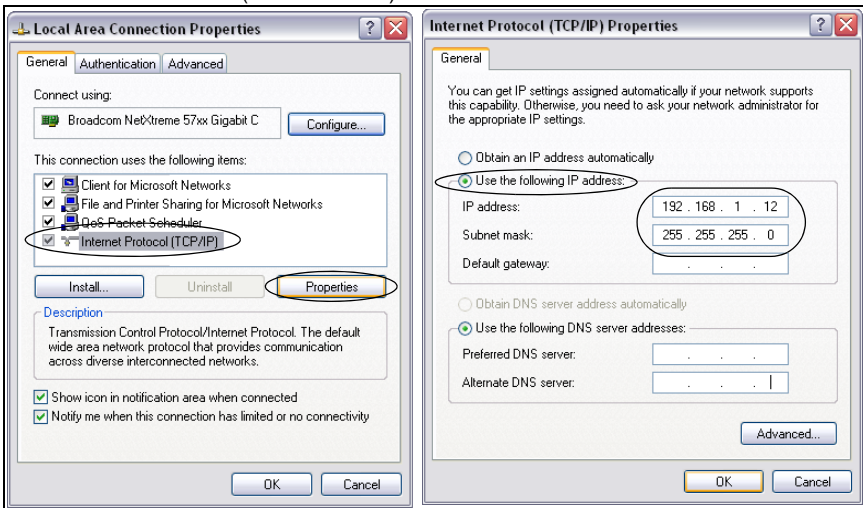 Local Area Connection Properties
General Authentication Advanced
Connect using:
Broadcom NetXtreme 57xx Gigabit C
Configure...
This connection uses the following items:
Client for Microsoft Networks
File and Printer Sharing for Microsoft Networks
QoS Packet Scheduler
Internet Protocol (TCP/IP)
Install... Uninstall Properties
Description
Transmission Control Protocol/Internet Protocol. The default
wide area network protocol that provides communication
across diverse interconnected networks.
Show icon in notification area when connected
Notify me when this connection has limited or no connectivity
OK Cancel
Internet Protocol (TCP/IP) Properties
General
You can get IP settings assigned automatically if your network supports
this capability. Otherwise, you need to ask your network administrator for
the appropriate IP settings.
Obtain an IP address automatically
Use the following IP address:
IP address: 192 . 168 . 1 . 12
Subnet mask: 255 . 255 . 255 . 0
Default gateway: . . .
Obtain DNS server address automatically
Use the following DNS server addresses:
Preferred DNS server: . . .
Alternate DNS server: . . .
Advanced...
OK Cancel